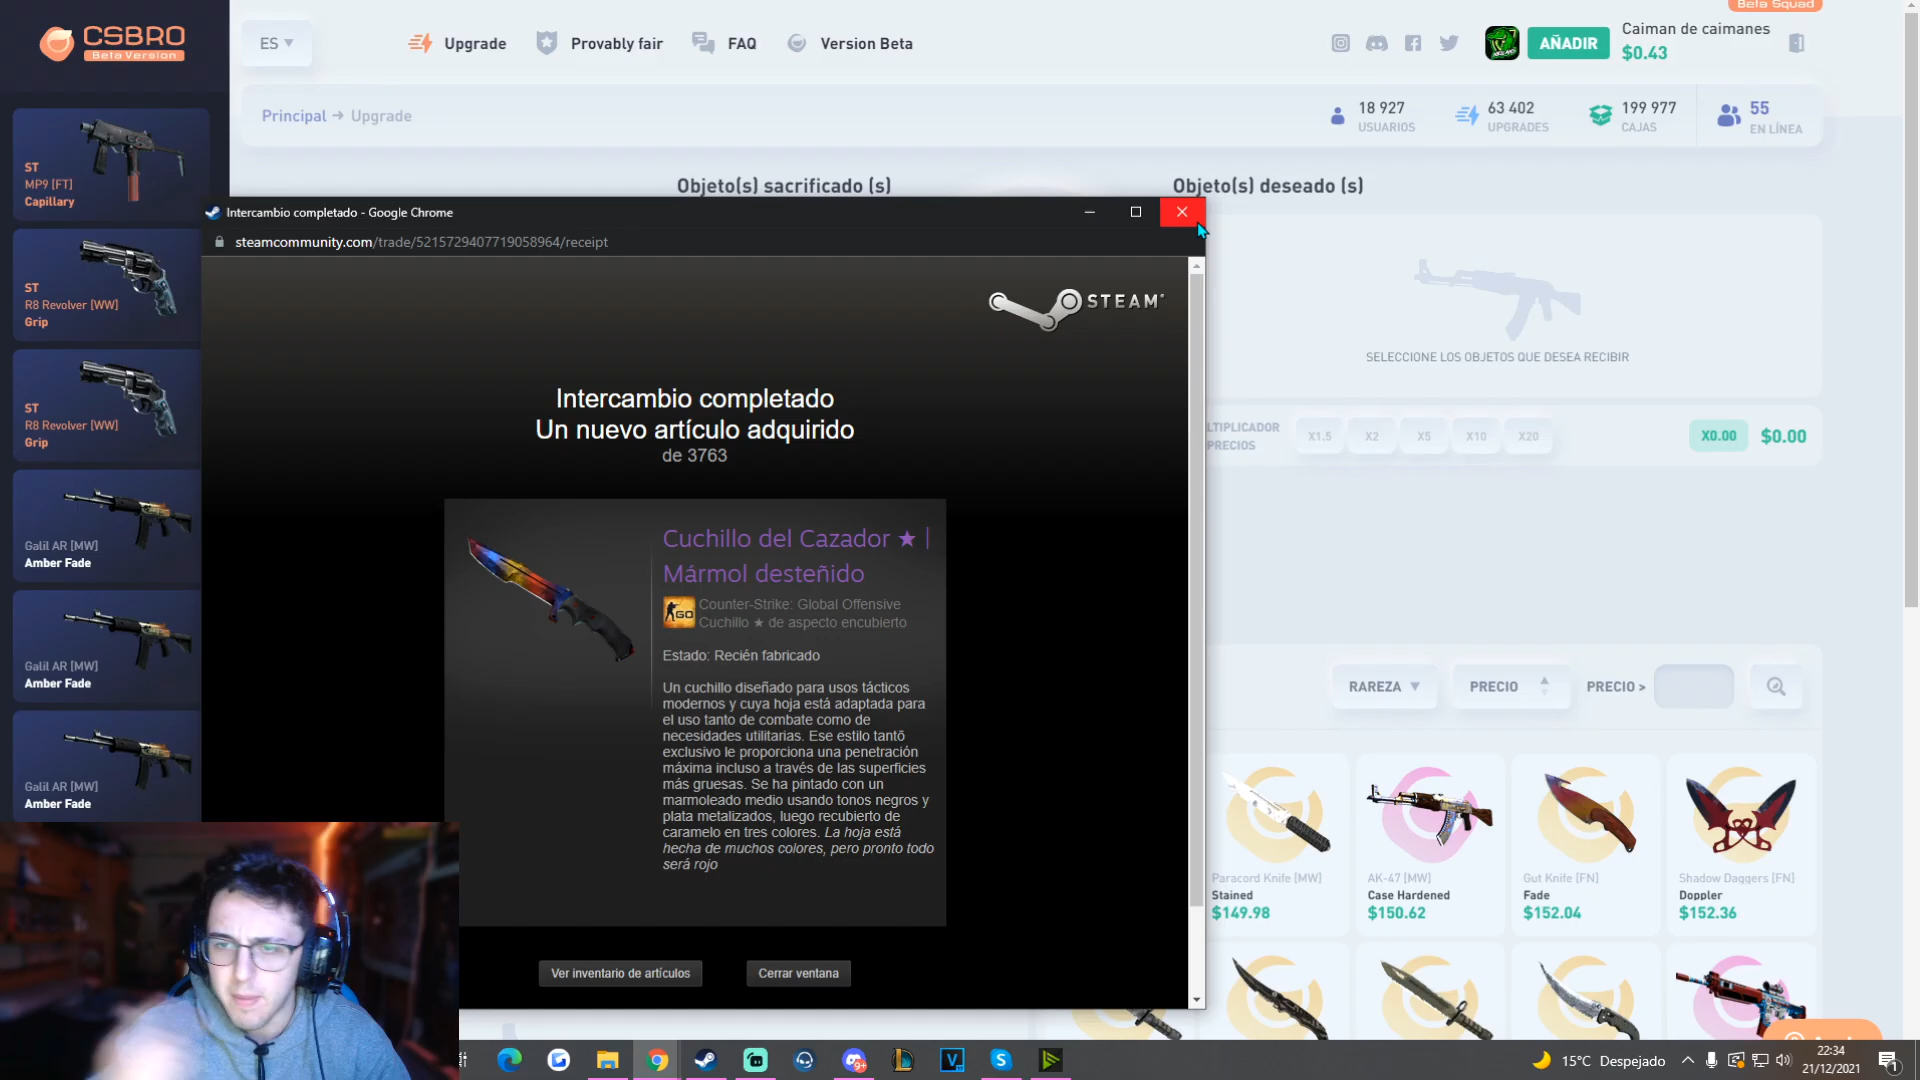 CSBRO
Beta Version
ES
Upgrade
Provably fair
FAQ
Version Beta
Beta Squad
AÑADIR
Caiman de caimanes
$0.43
Principal → Upgrade
18 927
USUARIOS
63 402
UPGRADES
199 977
CAJAS
55
EN LÍNEA
ST
MP9 [FT]
Capillary
ST
R8 Revolver [WW]
Grip
ST
R8 Revolver [WW]
Grip
Galil AR [MW]
Amber Fade
Galil AR [MW]
Amber Fade
Galil AR [MW]
Amber Fade
Objeto(s) sacrificado (s)
Objeto(s) deseado (s)
Intercambio completado - Google Chrome
steamcommunity.com/trade/5215729407719058964/receipt
STEAM
Intercambio completado
Un nuevo artículo adquirido
de 3763
Cuchillo del Cazador ★ |
Mármol desteñido
GO
Counter-Strike: Global Offensive
Cuchillo ★ de aspecto encubierto
Estado: Recién fabricado
Un cuchillo diseñado para usos tácticos
modernos y cuya hoja está adaptada para
el uso tanto de combate como de
necesidades utilitarias. Ese estilo tantō
exclusivo le proporciona una penetración
máxima incluso a través de las superficies
más gruesas. Se ha pintado con un
marmoleado medio usando tonos negros y
plata metalizados, luego recubierto de
caramelo en tres colores. La hoja está
hecha de muchos colores, pero pronto todo
será rojo
Ver inventario de artículos
Cerrar ventana
SELECCIONE LOS OBJETOS QUE DESEA RECIBIR
LTIPLICADOR
PRECIOS
X1.5
X2
X5
X10
X20
X0.00
$0.00
RAREZA
PRECIO
PRECIO >
Paracord Knife [MW]
Stained
$149.98
AK-47 [MW]
Case Hardened
$150.62
Gut Knife [FN]
Fade
$152.04
Shadow Daggers [FN]
Doppler
$152.36
9+
15°C Despejado
22:34
21/12/2021
1